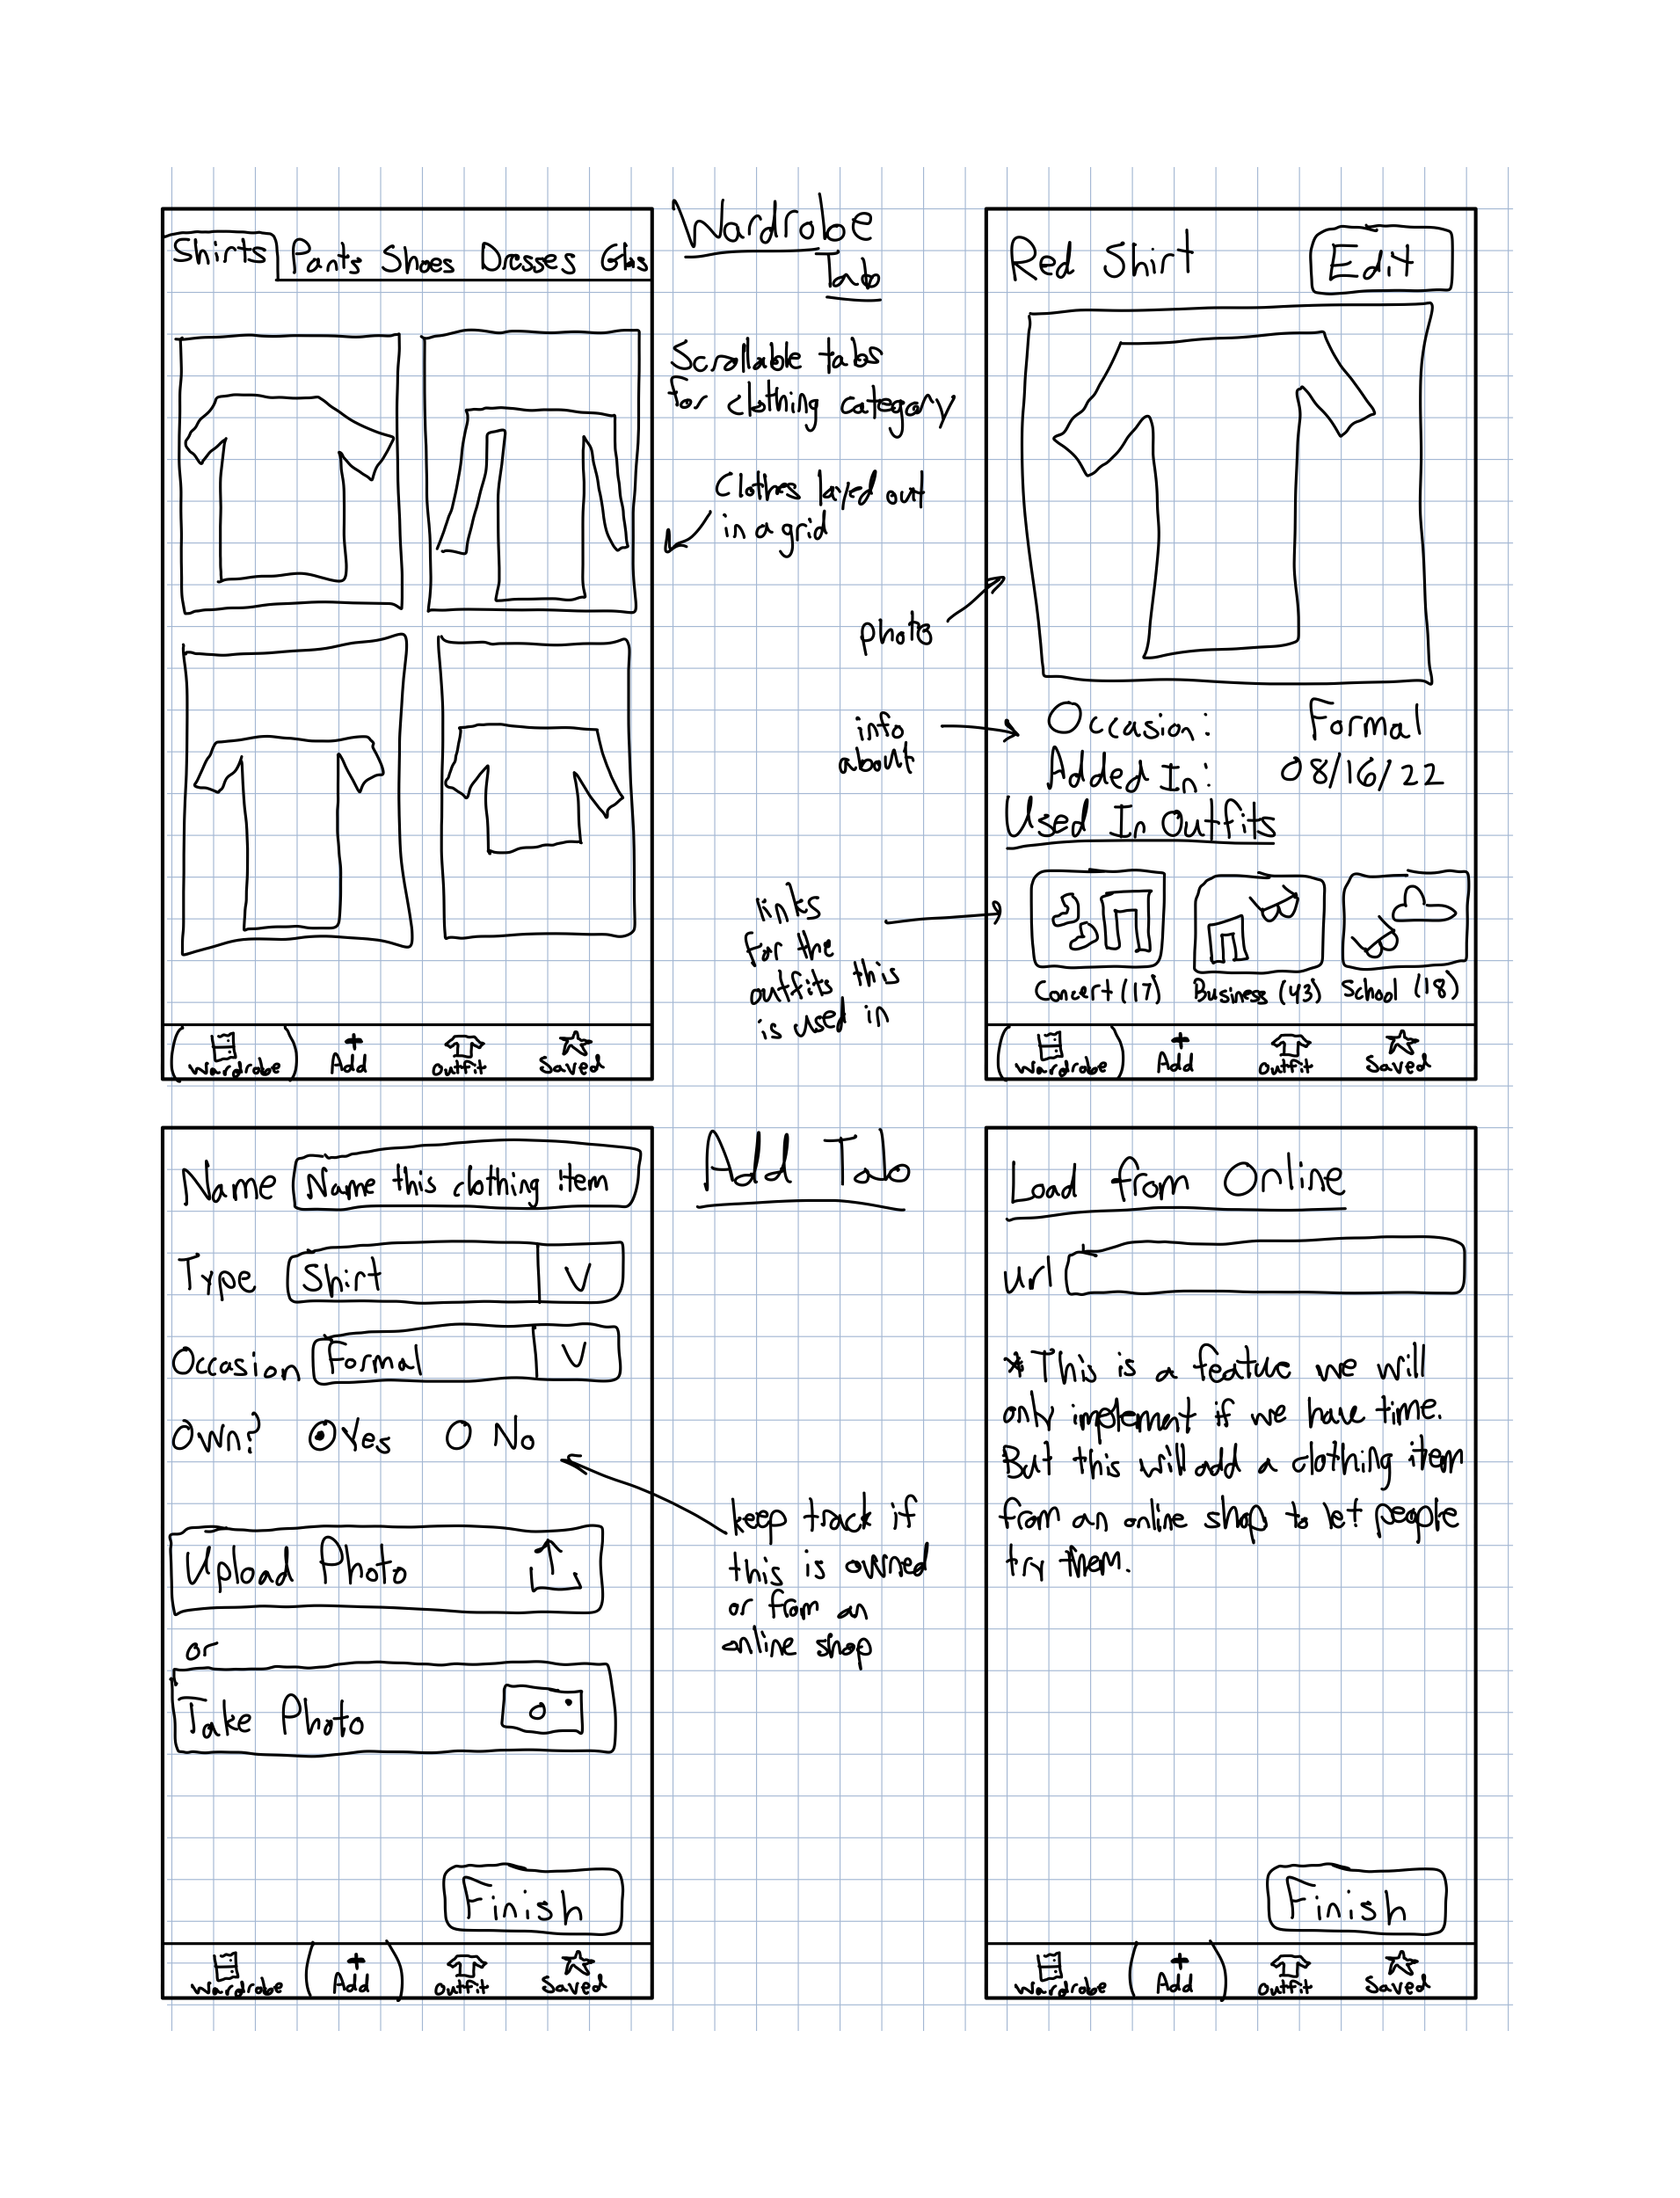 Shirts Pants Shoes Dresses
Wardrobe
Tab
Scrollable tabs
for clothing category
Clothes layed out
in a grid
Wardrobe Add Outfit Saved
Red Shirt Edit
photo
info
about
Occasion: Formal
Added In: 08/16/22
Used In Outfits
links
for the
outfits this
is used in
Concert (17) Business (43) School (18)
Wardrobe Add Outfit Saved
Add Tab
Name Name this clothing item
Type Shirt
Occasion Formal
Own? Yes No
keep track if
this is owned
or from an
online shop
Upload Photo
or
Take Photo
Finish
Wardrobe Add Outfit Saved
Load from Online
url
*This is a feature we will
only implement if we have time.
But this will add a clothing item
from an online shop to let people
try them.
Finish
Wardrobe Add Outfit Saved